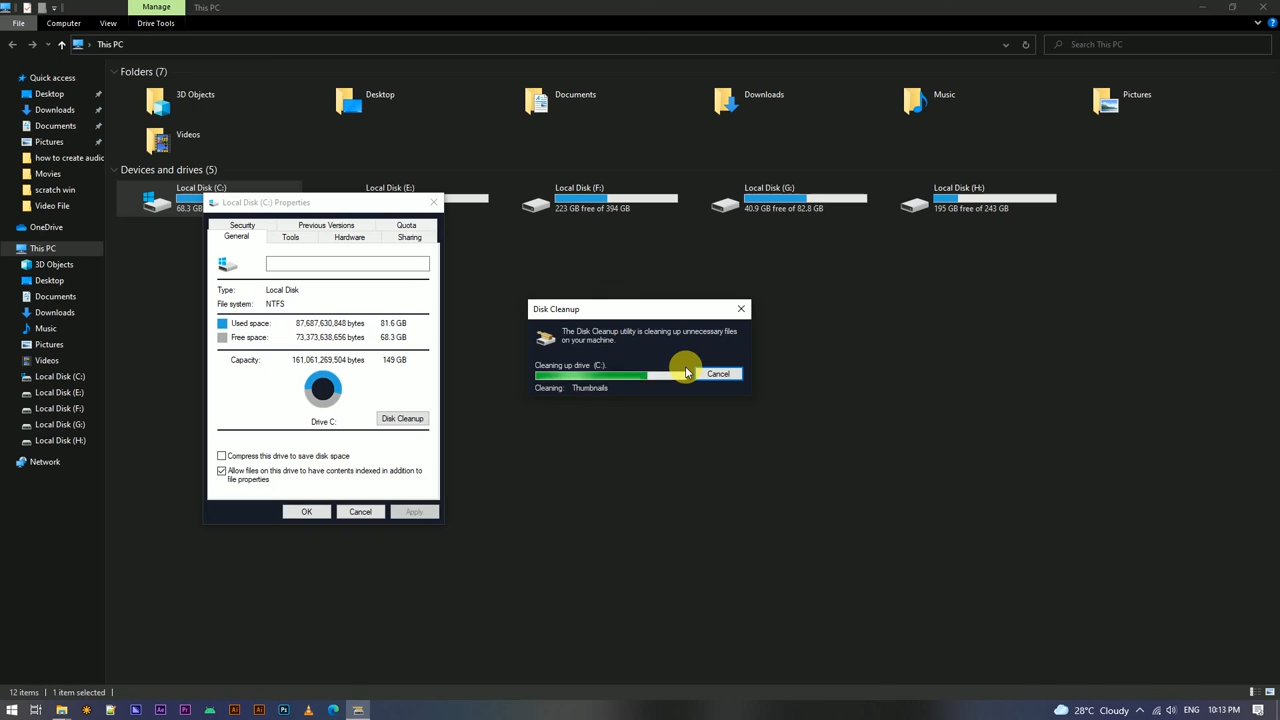 Manage
This PC
File
Computer
View
Drive Tools
This PC
Search This PC
Quick access
Desktop
Downloads
Documents
Pictures
how to create audic
Movies
scratch win
Video File
OneDrive
This PC
3D Objects
Desktop
Documents
Downloads
Music
Pictures
Videos
Local Disk (C:)
Local Disk (E:)
Local Disk (F:)
Local Disk (G:)
Local Disk (H:)
Network
Folders (7)
3D Objects
Desktop
Documents
Downloads
Music
Pictures
Videos
Devices and drives (5)
Local Disk (C:)
68.3 GB
Local Disk (E:)
Local Disk (F:)
223 GB free of 394 GB
Local Disk (G:)
40.9 GB free of 82.8 GB
Local Disk (H:)
195 GB free of 243 GB
Local Disk (C:) Properties
Security
Previous Versions
Quota
General
Tools
Hardware
Sharing
Type: Local Disk
File system: NTFS
Used space: 87,687,630,848 bytes 81.6 GB
Free space: 73,373,638,656 bytes 68.3 GB
Capacity: 161,061,269,504 bytes 149 GB
Drive C:
Disk Cleanup
Compress this drive to save disk space
Allow files on this drive to have contents indexed in addition to
file properties
OK
Cancel
Apply
Disk Cleanup
The Disk Cleanup utility is cleaning up unnecessary files
on your machine.
Cleaning up drive (C:).
Cancel
Cleaning: Thumbnails
12 items
1 item selected
Ae
Pr
Ai
Ai
Ps
28°C Cloudy
ENG
10:13 PM